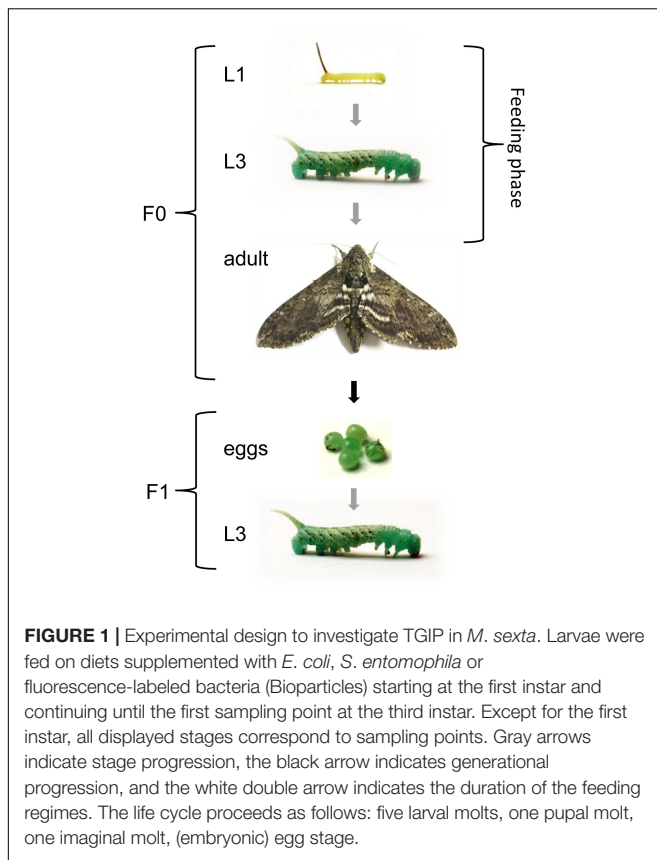 L1
L3
Feeding phase
F0
adult
eggs
F1
L3
FIGURE 1 | Experimental design to investigate TGIP in M. sexta. Larvae were
fed on diets supplemented with E. coli, S. entomophila or
fluorescence-labeled bacteria (Bioparticles) starting at the first instar and
continuing until the first sampling point at the third instar. Except for the first
instar, all displayed stages correspond to sampling points. Gray arrows
indicate stage progression, the black arrow indicates generational
progression, and the white double arrow indicates the duration of the feeding
regimes. The life cycle proceeds as follows: five larval molts, one pupal molt,
one imaginal molt, (embryonic) egg stage.